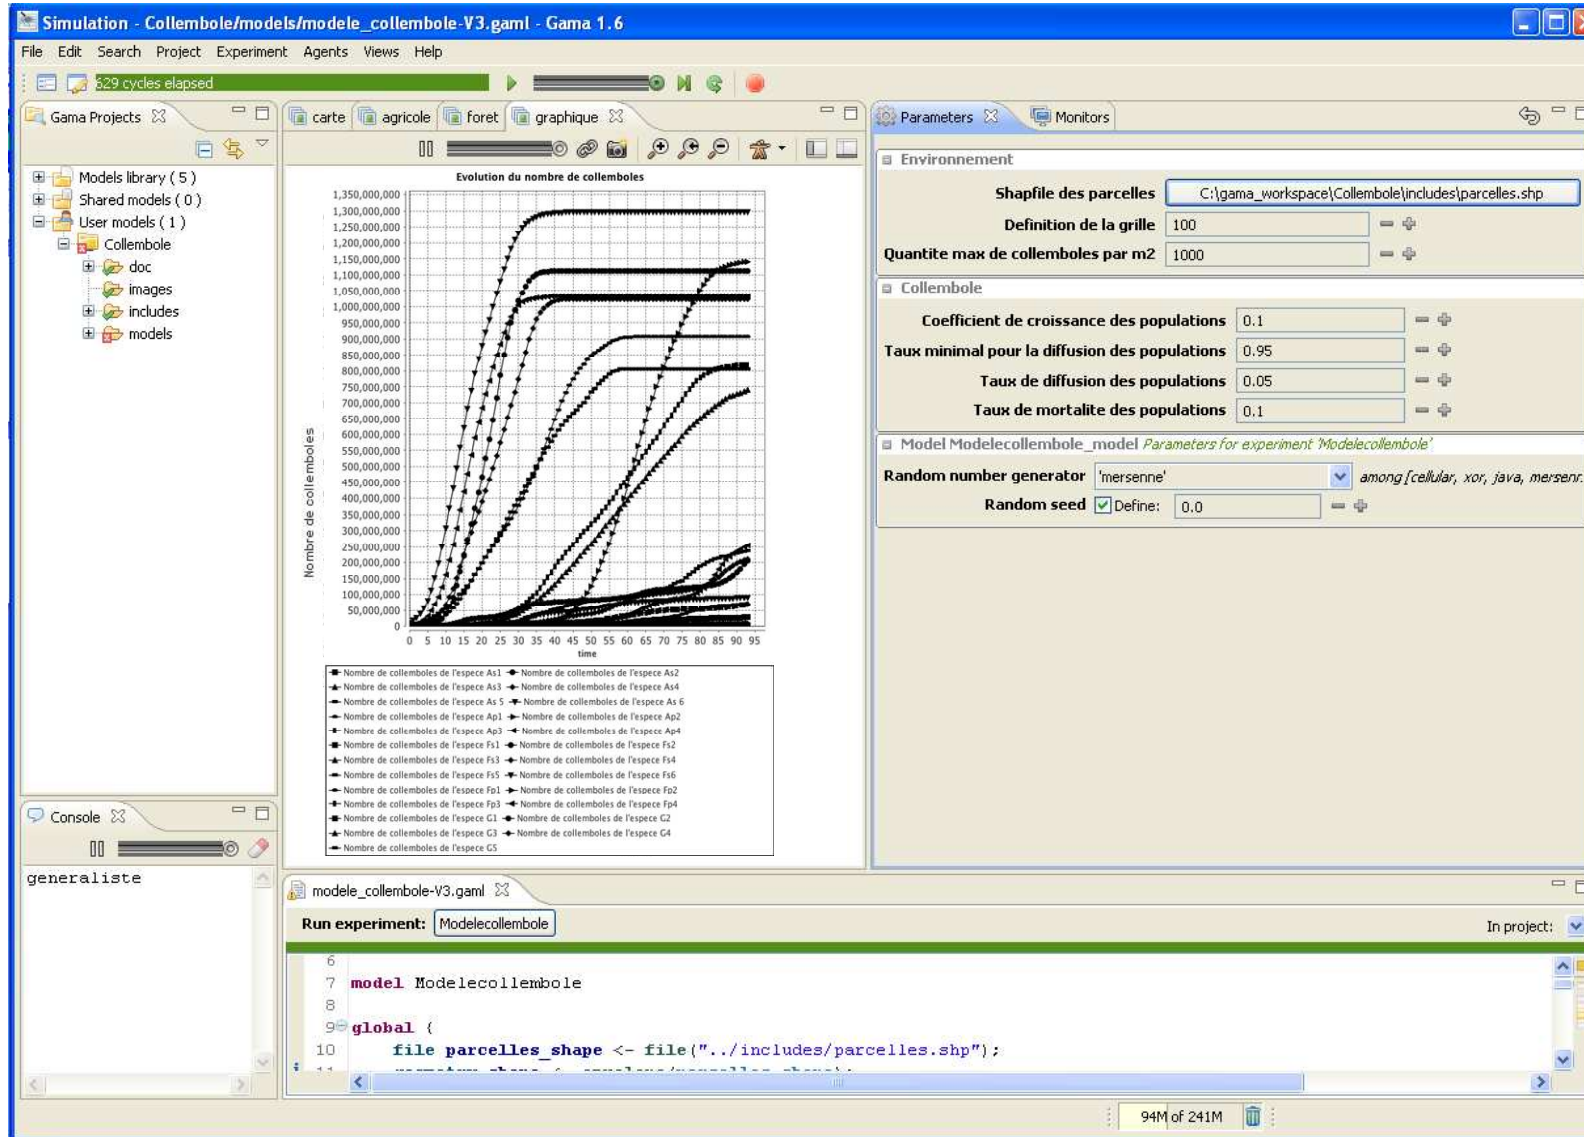 Simulation - Collembole/models/modele_collembole-V3.gaml - Gama 1.6
File Edit Search Project Experiment Agents Views Help
629 cycles elapsed
Gama Projects
Models library ( 5 )
Shared models ( 0 )
User models ( 1 )
Collembole
doc
images
includes
models
Console
generaliste
carte agricole foret graphique
Evolution du nombre de collemboles
1,350,000,000
1,300,000,000
1,250,000,000
1,200,000,000
1,150,000,000
1,100,000,000
1,050,000,000
1,000,000,000
950,000,000
900,000,000
850,000,000
800,000,000
750,000,000
700,000,000
650,000,000
600,000,000
550,000,000
500,000,000
450,000,000
400,000,000
350,000,000
300,000,000
250,000,000
200,000,000
150,000,000
100,000,000
50,000,000
0
Nombre de collemboles
0 5 10 15 20 25 30 35 40 45 50 55 60 65 70 75 80 85 90 95
time
Nombre de collemboles de l'espece As1 Nombre de collemboles de l'espece As2
Nombre de collemboles de l'espece As3 Nombre de collemboles de l'espece As4
Nombre de collemboles de l'espece As 5 Nombre de collemboles de l'espece As 6
Nombre de collemboles de l'espece Ap1 Nombre de collemboles de l'espece Ap2
Nombre de collemboles de l'espece Ap3 Nombre de collemboles de l'espece Ap4
Nombre de collemboles de l'espece Fs1 Nombre de collemboles de l'espece Fs2
Nombre de collemboles de l'espece Fs3 Nombre de collemboles de l'espece Fs4
Nombre de collemboles de l'espece Fs5 Nombre de collemboles de l'espece Fs6
Nombre de collemboles de l'espece Fp1 Nombre de collemboles de l'espece Fp2
Nombre de collemboles de l'espece Fp3 Nombre de collemboles de l'espece Fp4
Nombre de collemboles de l'espece G1 Nombre de collemboles de l'espece G2
Nombre de collemboles de l'espece G3 Nombre de collemboles de l'espece G4
Nombre de collemboles de l'espece G5
Parameters Monitors
Environnement
Shapfile des parcelles C:\gama_workspace\Collembole\includes\parcelles.shp
Definition de la grille 100
Quantite max de collemboles par m2 1000
Collembole
Coefficient de croissance des populations 0.1
Taux minimal pour la diffusion des populations 0.95
Taux de diffusion des populations 0.05
Taux de mortalite des populations 0.1
Model Modelecollembole_model Parameters for experiment 'Modelecollembole'
Random number generator 'mersenne' among [cellular, xor, java, mersenr.
Random seed Define: 0.0
modele_collembole-V3.gaml
Run experiment: Modelecollembole In project:
6
7 model Modelecollembole
8
9 global {
10 file parcelles_shape <- file("../includes/parcelles.shp");
94M of 241M